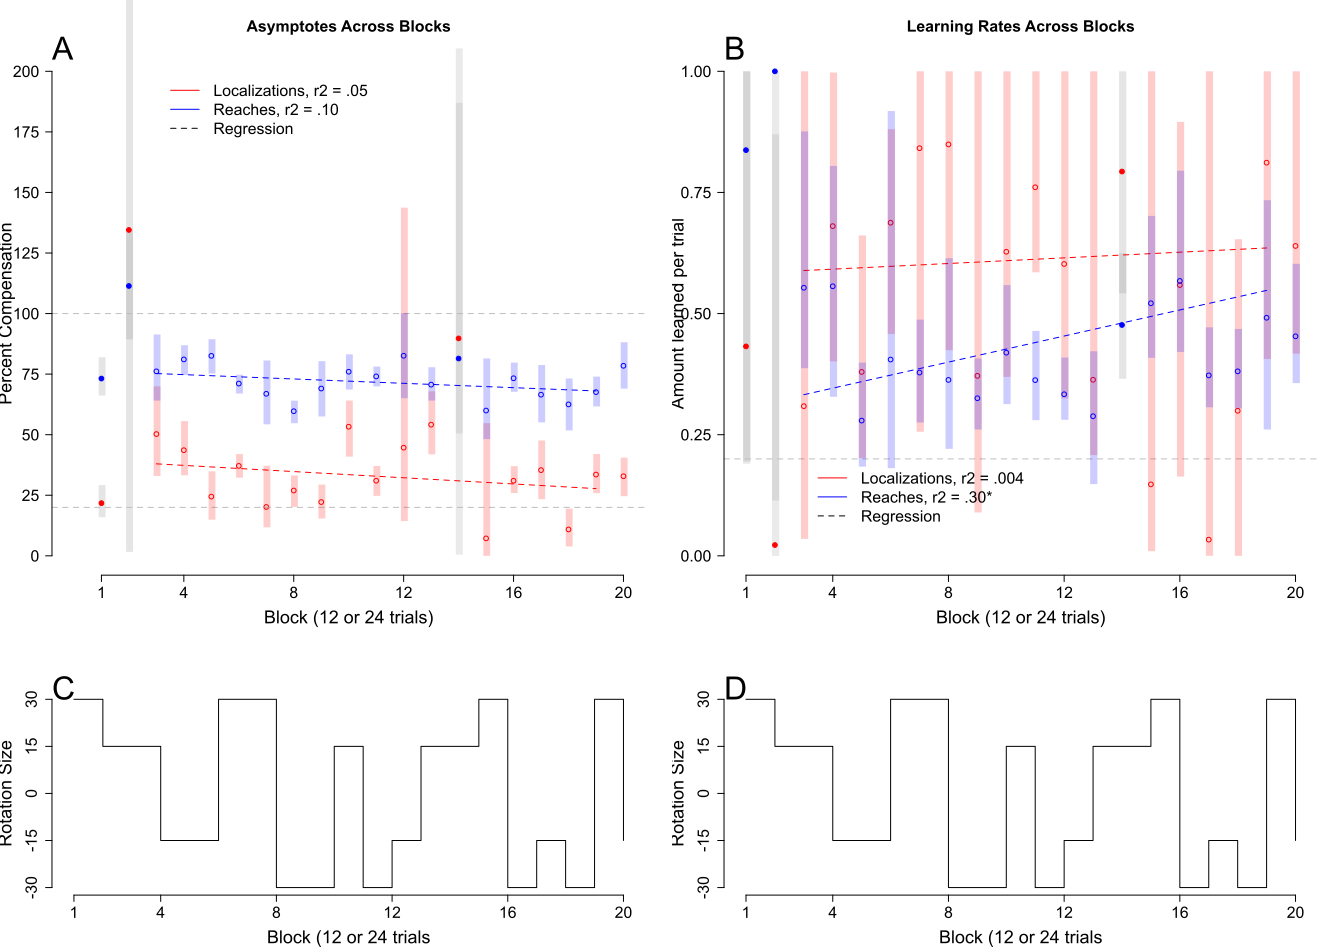 Asymptotes Across Blocks
A
Percent Compensation
200
175
150
125
100
75
50
25
0
Localizations, r2 = .05
Reaches, r2 = .10
Regression
1 4 8 12 16 20
Block (12 or 24 trials)
Learning Rates Across Blocks
B
Amount learned per trial
1.00
0.75
0.50
0.25
0.00
Localizations, r2 = .004
Reaches, r2 = .30*
Regression
1 4 8 12 16 20
Block (12 or 24 trials)
C
Rotation Size
30
15
0
-15
-30
1 4 8 12 16 20
Block (12 or 24 trials
D
Rotation Size
30
15
0
-15
-30
1 4 8 12 16 20
Block (12 or 24 trials